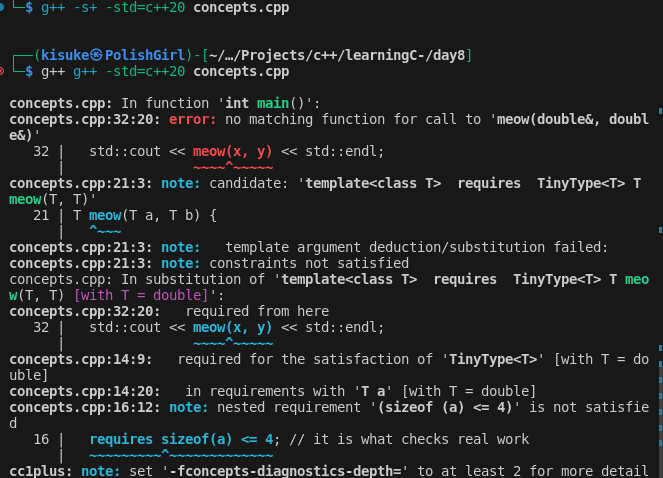 └─$ g++ -s+ -std=c++20 concepts.cpp
┌──(kisuke㉿PolishGirl)-[~/…/Projects/c++/learningC-/day8]
└─$ g++ g++ -std=c++20 concepts.cpp
concepts.cpp: In function 'int main()':
concepts.cpp:32:20: error: no matching function for call to 'meow(double&, doubl
e&)'
   32 |   std::cout << meow(x, y) << std::endl;
      |                ~~~~^~~~~~
concepts.cpp:21:3: note: candidate: 'template<class T>  requires  TinyType<T> T
meow(T, T)'
   21 | T meow(T a, T b) {
      |   ^~~~
concepts.cpp:21:3: note:   template argument deduction/substitution failed:
concepts.cpp:21:3: note: constraints not satisfied
concepts.cpp: In substitution of 'template<class T>  requires  TinyType<T> T meo
w(T, T) [with T = double]':
concepts.cpp:32:20:   required from here
   32 |   std::cout << meow(x, y) << std::endl;
      |                ~~~~^~~~~~
concepts.cpp:14:9:   required for the satisfaction of 'TinyType<T>' [with T = do
uble]
concepts.cpp:14:20:   in requirements with 'T a' [with T = double]
concepts.cpp:16:12: note: nested requirement '(sizeof (a) <= 4)' is not satisfie
d
   16 |   requires sizeof(a) <= 4; // it is what checks real work
      |   ~~~~~~~~~^~~~~~~~~~~~~~
cc1plus: note: set '-fconcepts-diagnostics-depth=' to at least 2 for more detail